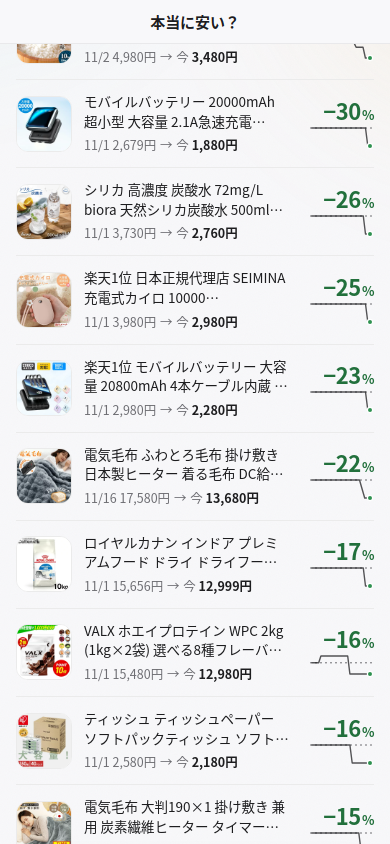 本当に安い？
11/2 4,980円 → 今 3,480円
モバイルバッテリー 20000mAh
超小型 大容量 2.1A急速充電…
11/1 2,679円 → 今 1,880円
−30%
シリカ 高濃度 炭酸水 72mg/L
biora 天然シリカ炭酸水 500ml…
11/1 3,730円 → 今 2,760円
−26%
楽天1位 日本正規代理店 SEIMINA
充電式カイロ 10000…
11/1 3,980円 → 今 2,980円
−25%
楽天1位 モバイルバッテリー 大容
量 20800mAh 4本ケーブル内蔵 …
11/1 2,980円 → 今 2,280円
−23%
電気毛布 ふわとろ毛布 掛け敷き
日本製ヒーター 着る毛布 DC給…
11/16 17,580円 → 今 13,680円
−22%
ロイヤルカナン インドア プレミ
アムフード ドライ ドライフー…
11/1 15,656円 → 今 12,999円
−17%
10kg
VALX ホエイプロテイン WPC 2kg
(1kg×2袋) 選べる8種フレーバ…
11/1 15,480円 → 今 12,980円
−16%
VALX
ティッシュ ティッシュペーパー
ソフトパックティッシュ ソフト…
11/1 2,580円 → 今 2,180円
−16%
電気毛布 大判190×1 掛け敷き 兼
用 炭素繊維ヒーター タイマー…
−15%